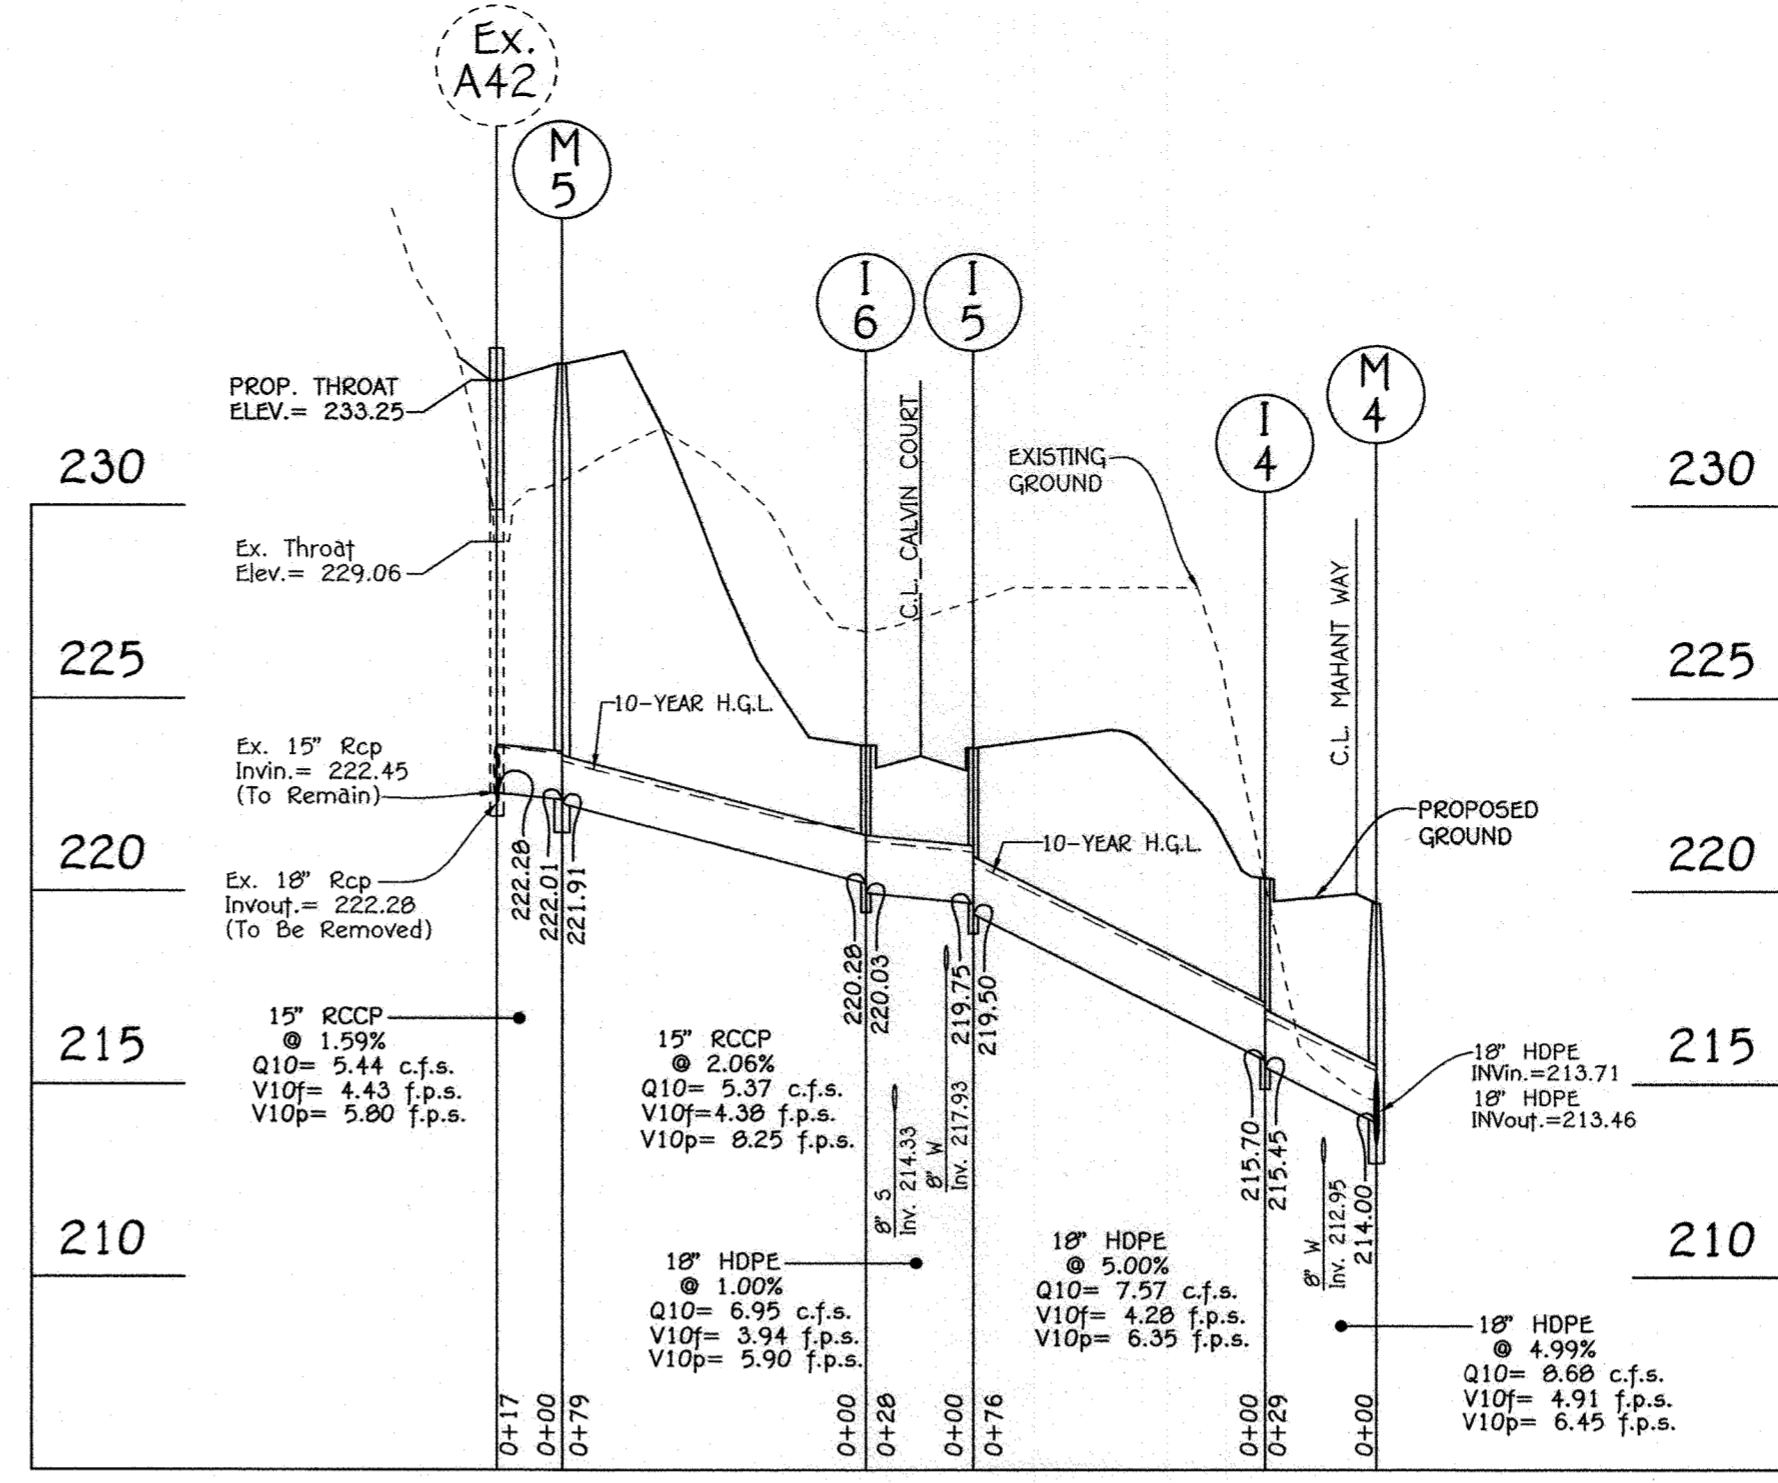 Ex.
A42
M
5
I
6
I
5
I
4
M
4
PROP. THROAT
ELEV.= 233.25
Ex. Throat
Elev.= 229.06
Ex. 15" Rcp
Invin.= 222.45
(To Remain)
Ex. 18" Rcp
Invout.= 222.28
(To Be Removed)
230
225
220
215
210
230
225
220
215
210
C.L. CALVIN COURT
EXISTING
GROUND
C.L. MAHANT WAY
10-YEAR H.G.L.
10-YEAR H.G.L.
PROPOSED
GROUND
222.28
222.01
221.91
220.28
220.03
219.75
219.50
215.70
215.45
214.00
15" RCCP
@ 1.59%
Q10= 5.44 c.f.s.
V10f= 4.43 f.p.s.
V10p= 5.80 f.p.s.
15" RCCP
@ 2.06%
Q10= 5.37 c.f.s.
V10f=4.38 f.p.s.
V10p= 8.25 f.p.s.
8" S
Inv. 214.33
8" W
Inv. 217.93
18" HDPE
@ 1.00%
Q10= 6.95 c.f.s.
V10f= 3.94 f.p.s.
V10p= 5.90 f.p.s.
18" HDPE
@ 5.00%
Q10= 7.57 c.f.s.
V10f= 4.28 f.p.s.
V10p= 6.35 f.p.s.
8" W
Inv. 212.95
18" HDPE
INVin.=213.71
18" HDPE
INVout.=213.46
18" HDPE
@ 4.99%
Q10= 8.68 c.f.s.
V10f= 4.91 f.p.s.
V10p= 6.45 f.p.s.
0+17
0+00
0+79
0+00
0+28
0+00
0+76
0+00
0+29
0+00